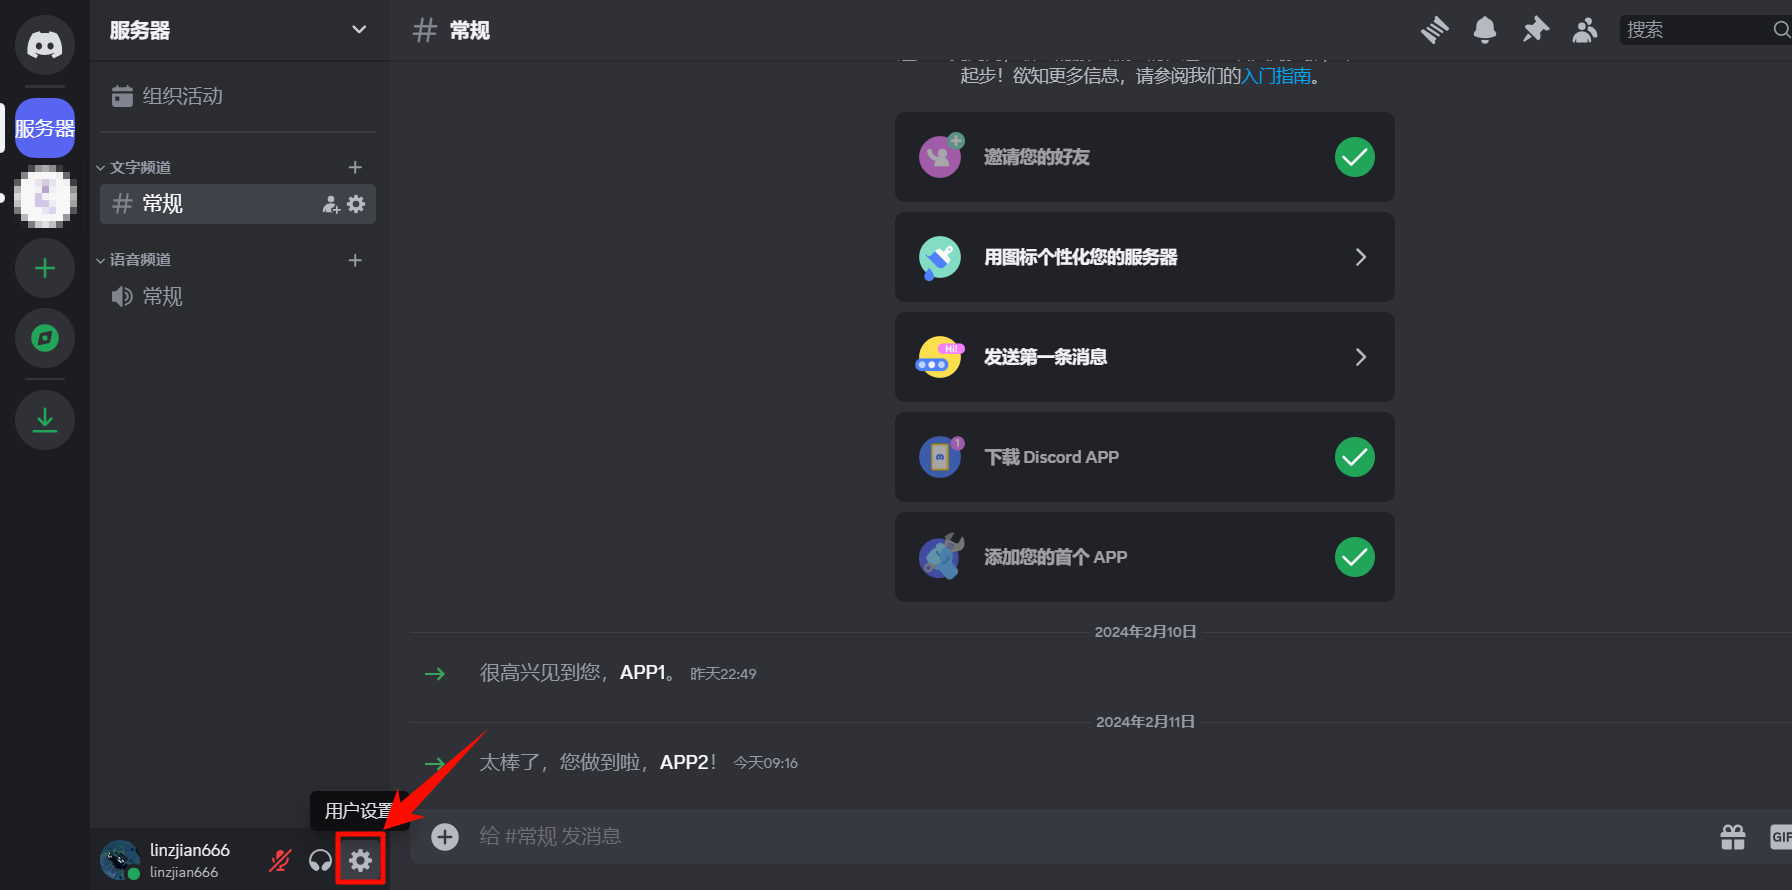 服务器
服务器
组织活动
文字频道
常规
语音频道
常规
用户设置
linzjian666
linzjian666
常规
搜索
起步！欲知更多信息，请参阅我们的入门指南。
邀请您的好友
用图标个性化您的服务器
Hi!
发送第一条消息
1
下载 Discord APP
添加您的首个 APP
2024年2月10日
很高兴见到您，APP1。 昨天22:49
2024年2月11日
太棒了，您做到啦，APP2！ 今天09:16
给 #常规 发消息
GIF